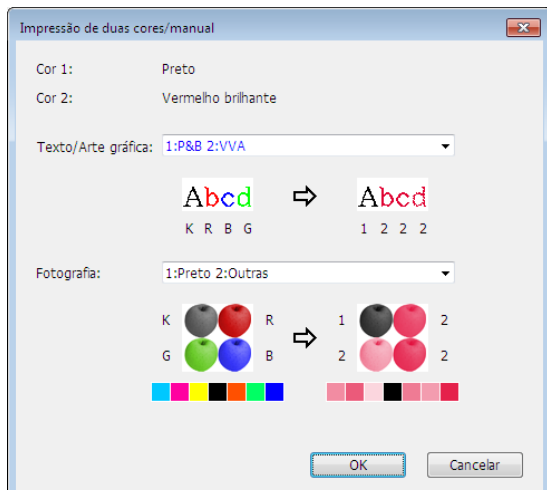 Impressão de duas cores/manual
Cor 1: Preto
Cor 2: Vermelho brilhante
Texto/Arte gráfica: 1:P&B 2:VVA
Abcd Abcd
K R B G 1 2 2 2
Fotografia: 1:Preto 2:Outras
K R 1 2
G B 2 2
OK Cancelar